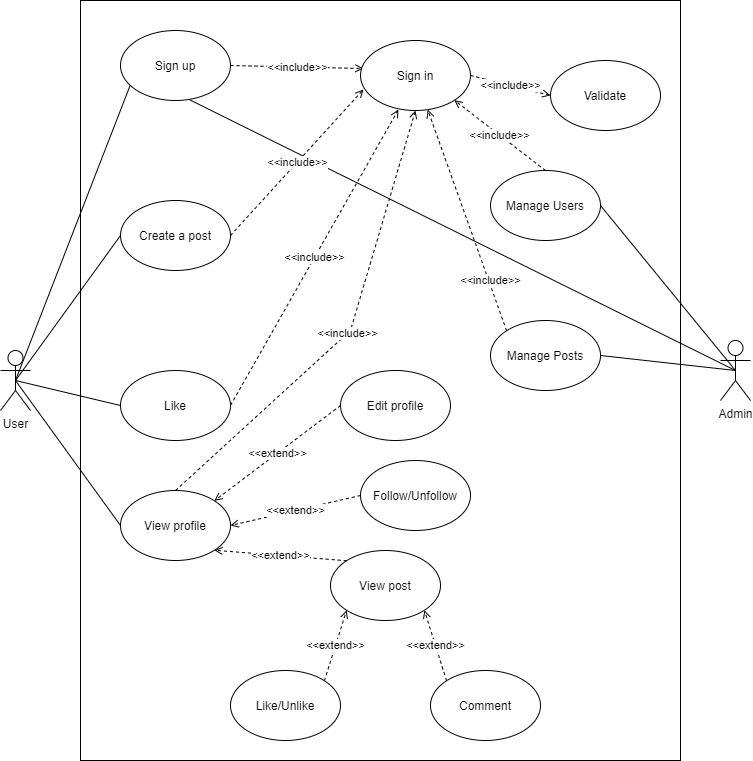 Sign up
<<include>>
Sign in
<<include>>
Validate
<<include>>
<<include>>
Manage Users
Create a post
<<include>>
<<include>>
<<include>>
Manage Posts
User
Admin
Like
Edit profile
<<extend>>
Follow/Unfollow
<<extend>>
View profile
<<extend>>
View post
<<extend>>
<<extend>>
Like/Unlike
Comment